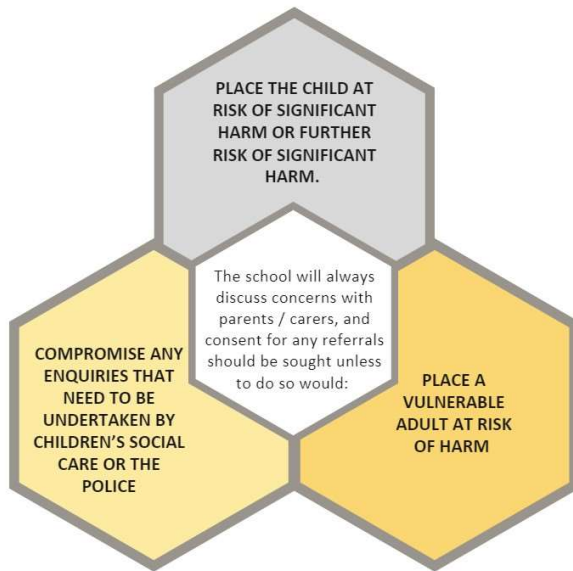 PLACE THE CHILD AT
RISK OF SIGNIFICANT
HARM OR FURTHER
RISK OF SIGNIFICANT
HARM.
The school will always
discuss concerns with
parents / carers, and
consent for any referrals
should be sought unless
to do so would:
COMPROMISE ANY
ENQUIRIES THAT
NEED TO BE
UNDERTAKEN BY
CHILDREN’S SOCIAL
CARE OR THE
POLICE
PLACE A
VULNERABLE
ADULT AT RISK
OF HARM